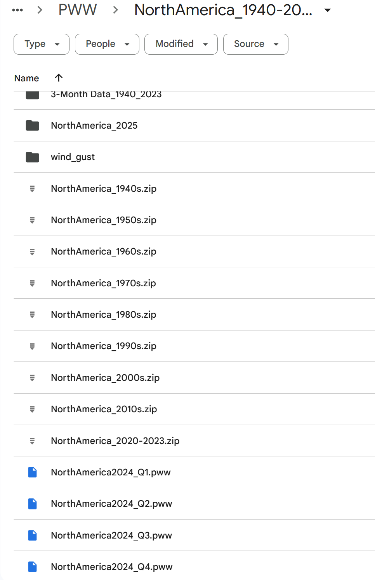 ... > PWW > NorthAmerica_1940-20...
Type People Modified Source
Name
3-Month Data_1940_2023
NorthAmerica_2025
wind_gust
NorthAmerica_1940s.zip
NorthAmerica_1950s.zip
NorthAmerica_1960s.zip
NorthAmerica_1970s.zip
NorthAmerica_1980s.zip
NorthAmerica_1990s.zip
NorthAmerica_2000s.zip
NorthAmerica_2010s.zip
NorthAmerica_2020-2023.zip
NorthAmerica2024_Q1.pww
NorthAmerica2024_Q2.pww
NorthAmerica2024_Q3.pww
NorthAmerica2024_Q4.pww